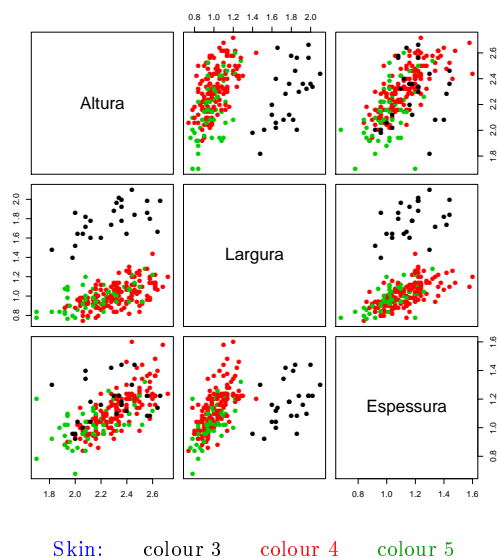 0.8 1.0 1.2 1.4 1.6 1.8 2.0
Altura
1.8 2.0 2.2 2.4 2.6
0.8 1.0 1.2 1.4 1.6 2.0
Largura
Espessura
1.0 1.2 1.4 1.6
0.8
1.8 2.0 2.2 2.4 2.6
0.8 1.0 1.2 1.4 1.6
Skin: colour 3 colour 4 colour 5